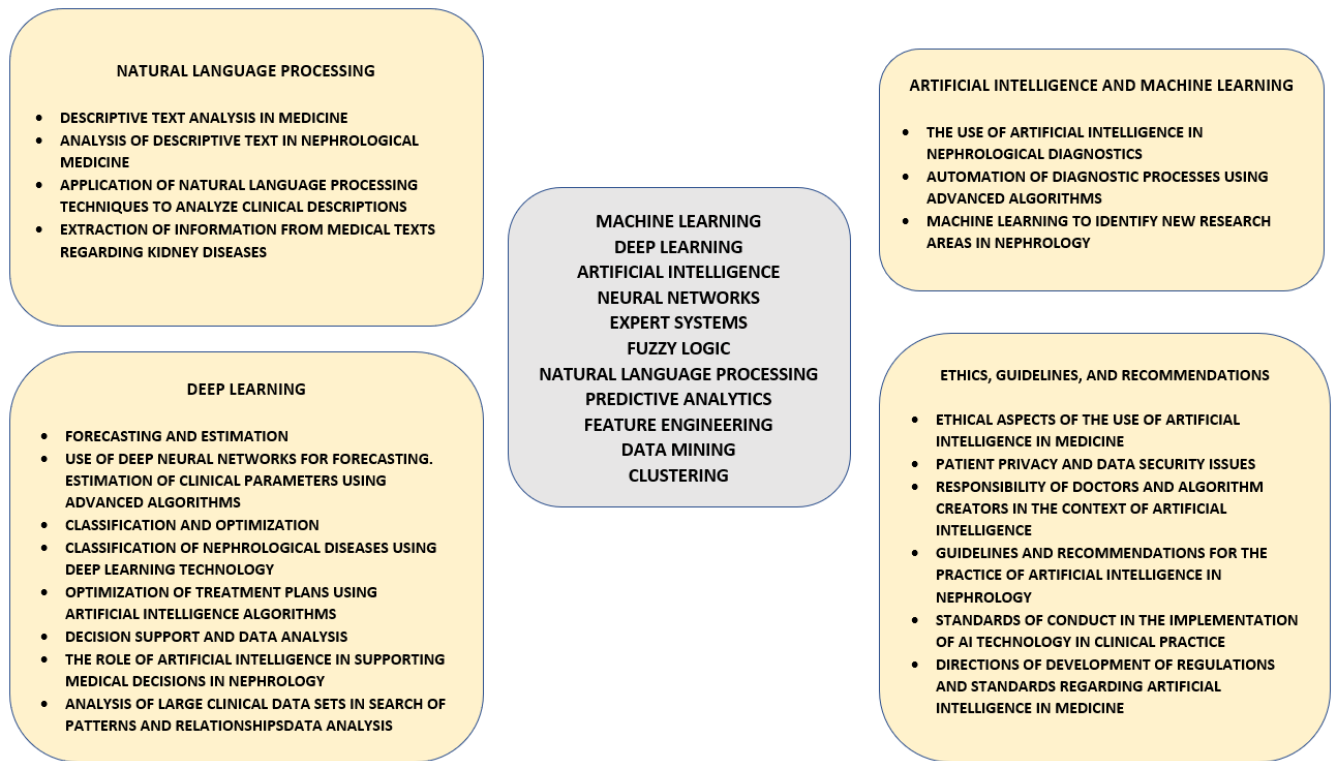 NATURAL LANGUAGE PROCESSING
• DESCRIPTIVE TEXT ANALYSIS IN MEDICINE
• ANALYSIS OF DESCRIPTIVE TEXT IN NEPHROLOGICAL
MEDICINE
• APPLICATION OF NATURAL LANGUAGE PROCESSING
TECHNIQUES TO ANALYZE CLINICAL DESCRIPTIONS
• EXTRACTION OF INFORMATION FROM MEDICAL TEXTS
REGARDING KIDNEY DISEASES
DEEP LEARNING
• FORECASTING AND ESTIMATION
• USE OF DEEP NEURAL NETWORKS FOR FORECASTING.
ESTIMATION OF CLINICAL PARAMETERS USING
ADVANCED ALGORITHMS
• CLASSIFICATION AND OPTIMIZATION
• CLASSIFICATION OF NEPHROLOGICAL DISEASES USING
DEEP LEARNING TECHNOLOGY
• OPTIMIZATION OF TREATMENT PLANS USING
ARTIFICIAL INTELLIGENCE ALGORITHMS
• DECISION SUPPORT AND DATA ANALYSIS
• THE ROLE OF ARTIFICIAL INTELLIGENCE IN SUPPORTING
MEDICAL DECISIONS IN NEPHROLOGY
• ANALYSIS OF LARGE CLINICAL DATA SETS IN SEARCH OF
PATTERNS AND RELATIONSHIPSDATA ANALYSIS
MACHINE LEARNING
DEEP LEARNING
ARTIFICIAL INTELLIGENCE
NEURAL NETWORKS
EXPERT SYSTEMS
FUZZY LOGIC
NATURAL LANGUAGE PROCESSING
PREDICTIVE ANALYTICS
FEATURE ENGINEERING
DATA MINING
CLUSTERING
ARTIFICIAL INTELLIGENCE AND MACHINE LEARNING
• THE USE OF ARTIFICIAL INTELLIGENCE IN
NEPHROLOGICAL DIAGNOSTICS
• AUTOMATION OF DIAGNOSTIC PROCESSES USING
ADVANCED ALGORITHMS
• MACHINE LEARNING TO IDENTIFY NEW RESEARCH
AREAS IN NEPHROLOGY
ETHICS, GUIDELINES, AND RECOMMENDATIONS
• ETHICAL ASPECTS OF THE USE OF ARTIFICIAL
INTELLIGENCE IN MEDICINE
• PATIENT PRIVACY AND DATA SECURITY ISSUES
• RESPONSIBILITY OF DOCTORS AND ALGORITHM
CREATORS IN THE CONTEXT OF ARTIFICIAL
INTELLIGENCE
• GUIDELINES AND RECOMMENDATIONS FOR THE
PRACTICE OF ARTIFICIAL INTELLIGENCE IN
NEPHROLOGY
• STANDARDS OF CONDUCT IN THE IMPLEMENTATION
OF AI TECHNOLOGY IN CLINICAL PRACTICE
• DIRECTIONS OF DEVELOPMENT OF REGULATIONS
AND STANDARDS REGARDING ARTIFICIAL
INTELLIGENCE IN MEDICINE